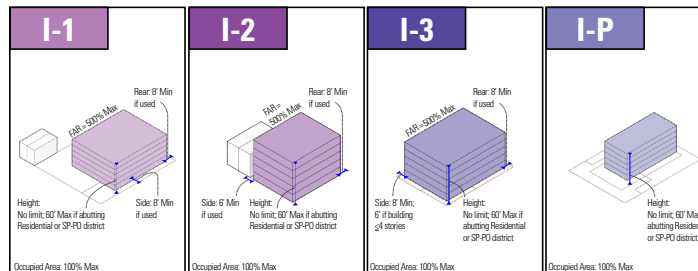 I-1
FAR = 500% Max
Rear: 8' Min
if used
Height:
No limit; 60' Max if abutting
Residential or SP-PO district
Side: 8' Min
if used
Occupied Area: 100% Max
I-2
FAR =
500% Max
Rear: 8' Min
if used
Side: 6' Min
if used
Height:
No limit; 60' Max if abutting
Residential or SP-PO district
Occupied Area: 100% Max
I-3
FAR = 500% Max
Rear: 8' Min
if used
Side: 8' Min;
6' if building
≤4 stories
Height:
No limit; 60' Max if
abutting Residential
or SP-PO district
Occupied Area: 100% Max
I-P
Height:
No limit; 60' Max if
abutting Residen
or SP-PO district
Occupied Area: 100% Max